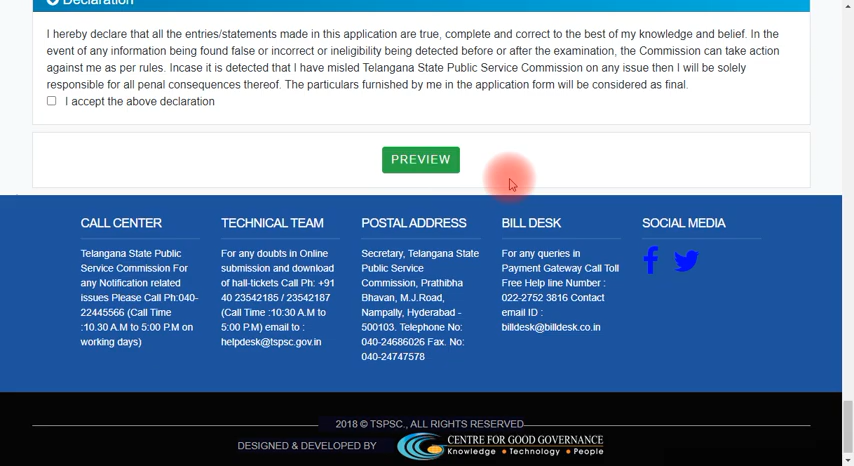 Declaration
I hereby declare that all the entries/statements made in this application are true, complete and correct to the best of my knowledge and belief. In the
event of any information being found false or incorrect or ineligibility being detected before or after the examination, the Commission can take action
against me as per rules. Incase it is detected that I have misled Telangana State Public Service Commission on any issue then I will be solely
responsible for all penal consequences thereof. The particulars furnished by me in the application form will be considered as final.
I accept the above declaration
PREVIEW
CALL CENTER
Telangana State Public
Service Commission For
any Notification related
issues Please Call Ph:040-
22445566 (Call Time
:10.30 A.M to 5:00 P.M on
working days)
TECHNICAL TEAM
For any doubts in Online
submission and download
of hall-tickets Call Ph: +91
40 23542185 / 23542187
(Call Time :10:30 A.M to
5:00 P.M) email to :
helpdesk@tspsc.gov.in
POSTAL ADDRESS
Secretary, Telangana State
Public Service
Commission, Prathibha
Bhavan, M.J.Road,
Nampally, Hyderabad -
500103. Telephone No:
040-24686026 Fax. No:
040-24747578
BILL DESK
For any queries in
Payment Gateway Call Toll
Free Help line Number :
022-2752 3816 Contact
email ID :
billdesk@billdesk.co.in
SOCIAL MEDIA
2018 © TSPSC., ALL RIGHTS RESERVED
DESIGNED & DEVELOPED BY
CENTRE FOR GOOD GOVERNANCE
Knowledge • Technology • People